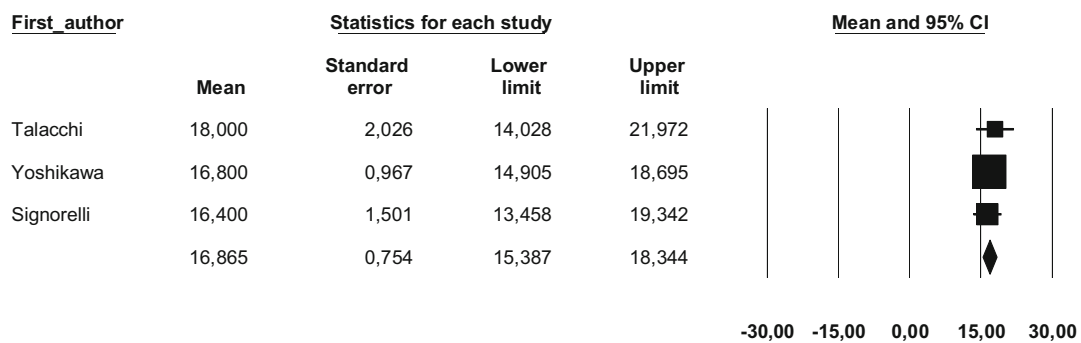 First_author Statistics for each study Mean and 95% CI
Mean Standard error Lower limit Upper limit
Talacchi 18,000 2,026 14,028 21,972
Yoshikawa 16,800 0,967 14,905 18,695
Signorelli 16,400 1,501 13,458 19,342
16,865 0,754 15,387 18,344
-30,00 -15,00 0,00 15,00 30,00